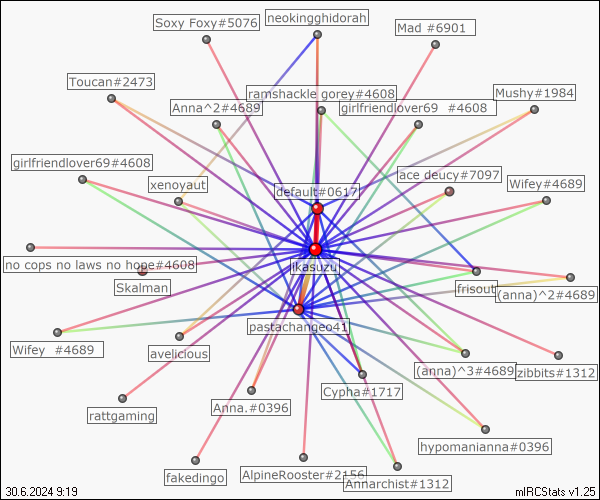 Soxy Foxy#5076
neokingghidorah
Mad #6901
Toucan#2473
ramshackle gorey#4608
Mushy#1984
Anna^2#4689
girlfriendlover69 #4608
girlfriendlover69#4608
ace deucy#7097
xenoyaut
default#0617
Wifey#4689
no cops no laws no hope#4608
jkasuzu
Skalman
frisout
(anna)^2#4689
pastachangeo41
Wifey #4689
avelicious
(anna)^3#4689
zibbits#1312
Cypha#1717
rattgaming
Anna.#0396
hypomanianna#0396
fakedingo
AlpineRooster#2156
Annarchist#1312
30.6.2024 9:19
mIRCStats v1.25